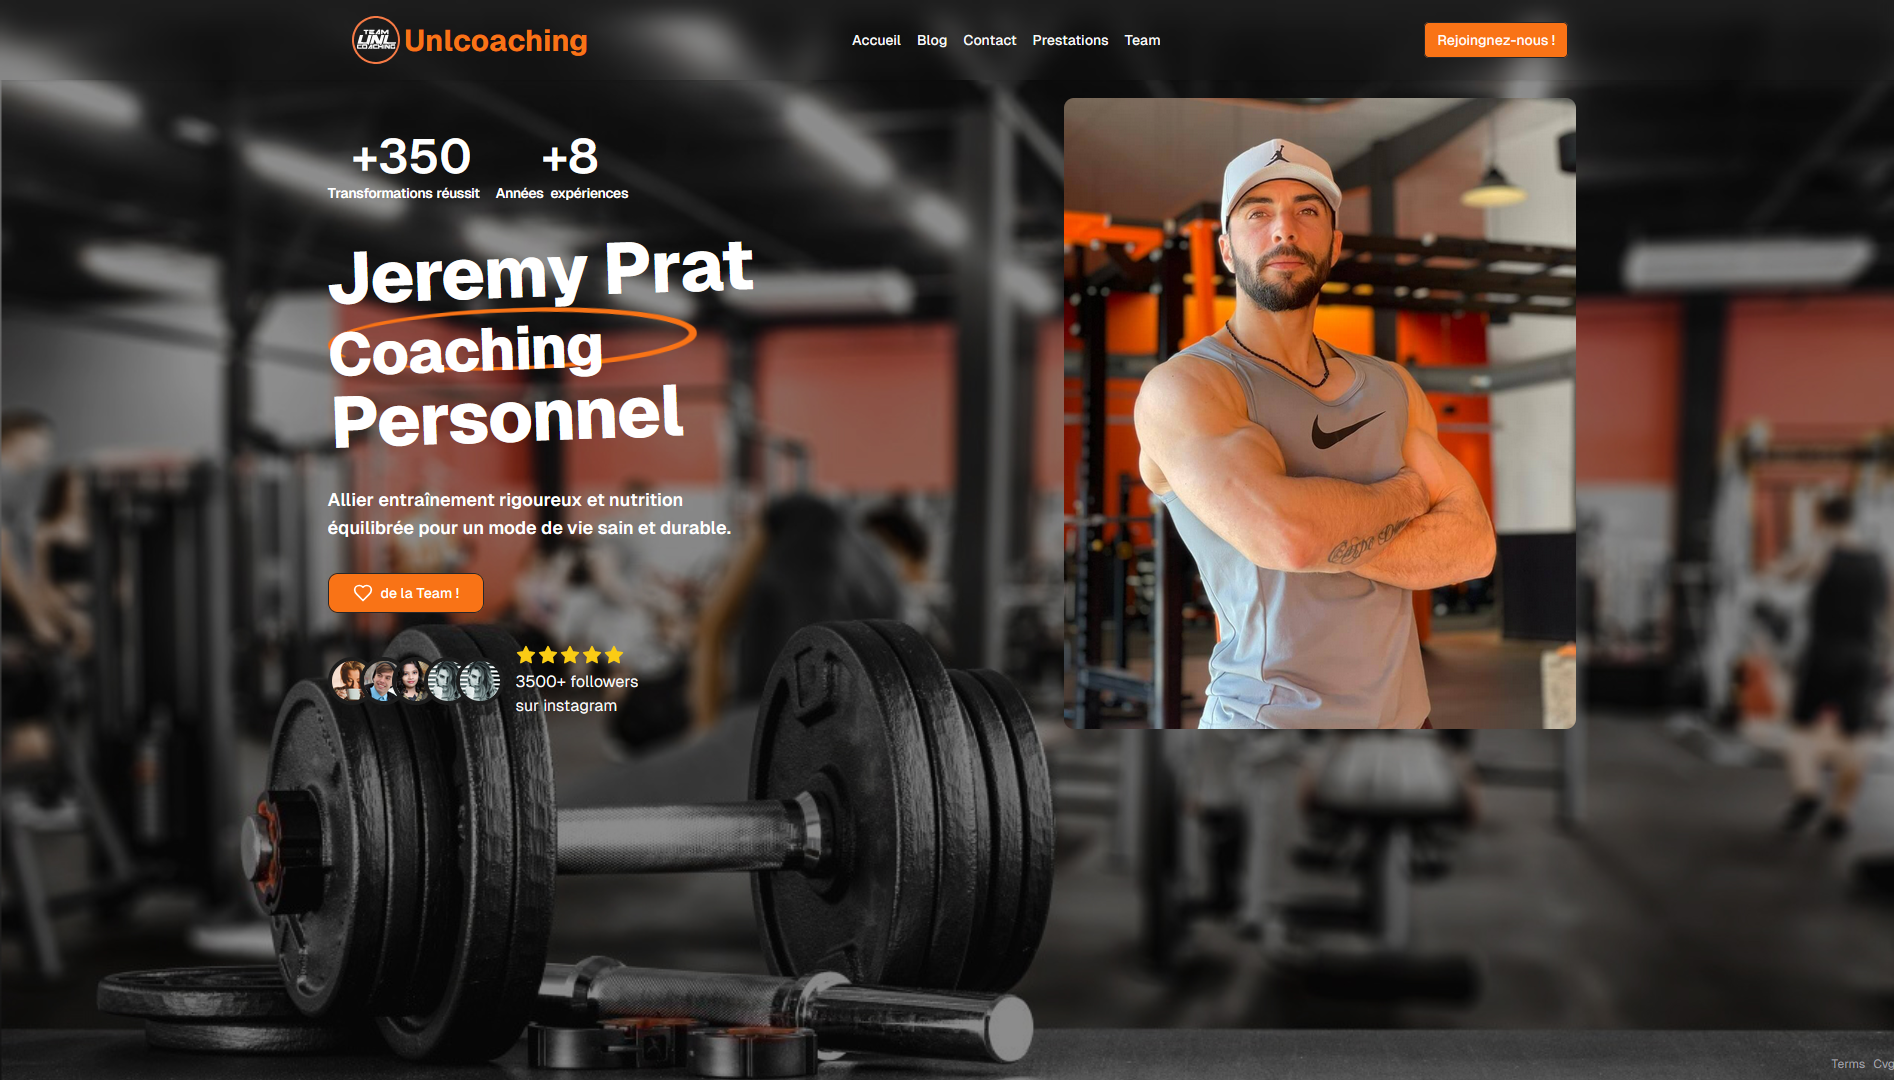 TEAM
UNL
COACHING
Unlcoaching
Accueil Blog Contact Prestations Team
Rejoingnez-nous !
+350 +8
Transformations réussit Années expériences
Jeremy Prat
Coaching
Personnel
Allier entraînement rigoureux et nutrition
équilibrée pour un mode de vie sain et durable.
de la Team !
3500+ followers
sur instagram
Carpe
Terms Cvg